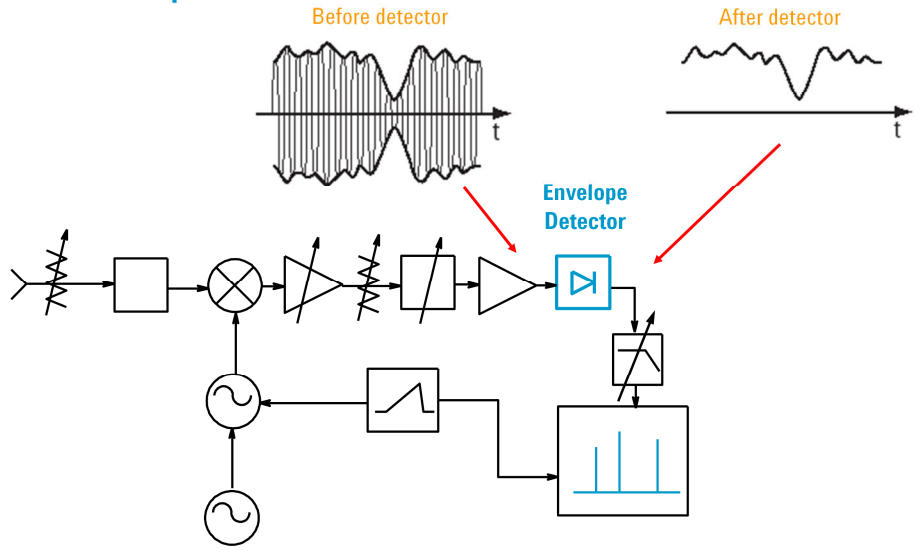 Before detector
After detector
t
t
Envelope
Detector